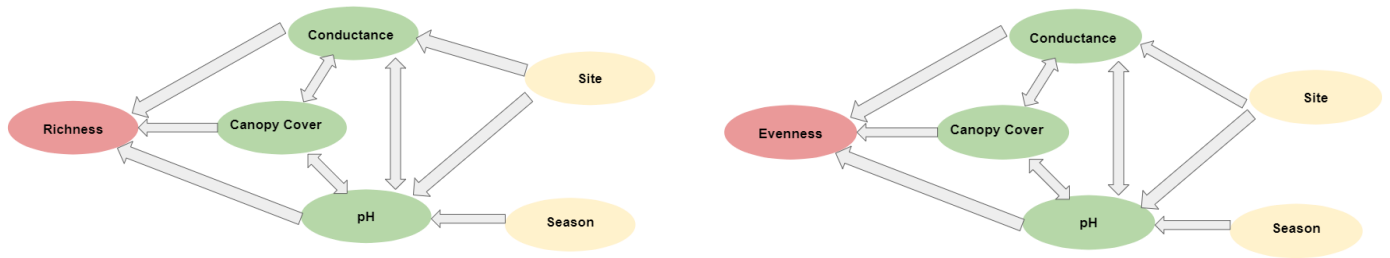 Conductance
Site
Richness
Canopy Cover
pH
Season
Conductance
Site
Evenness
Canopy Cover
pH
Season